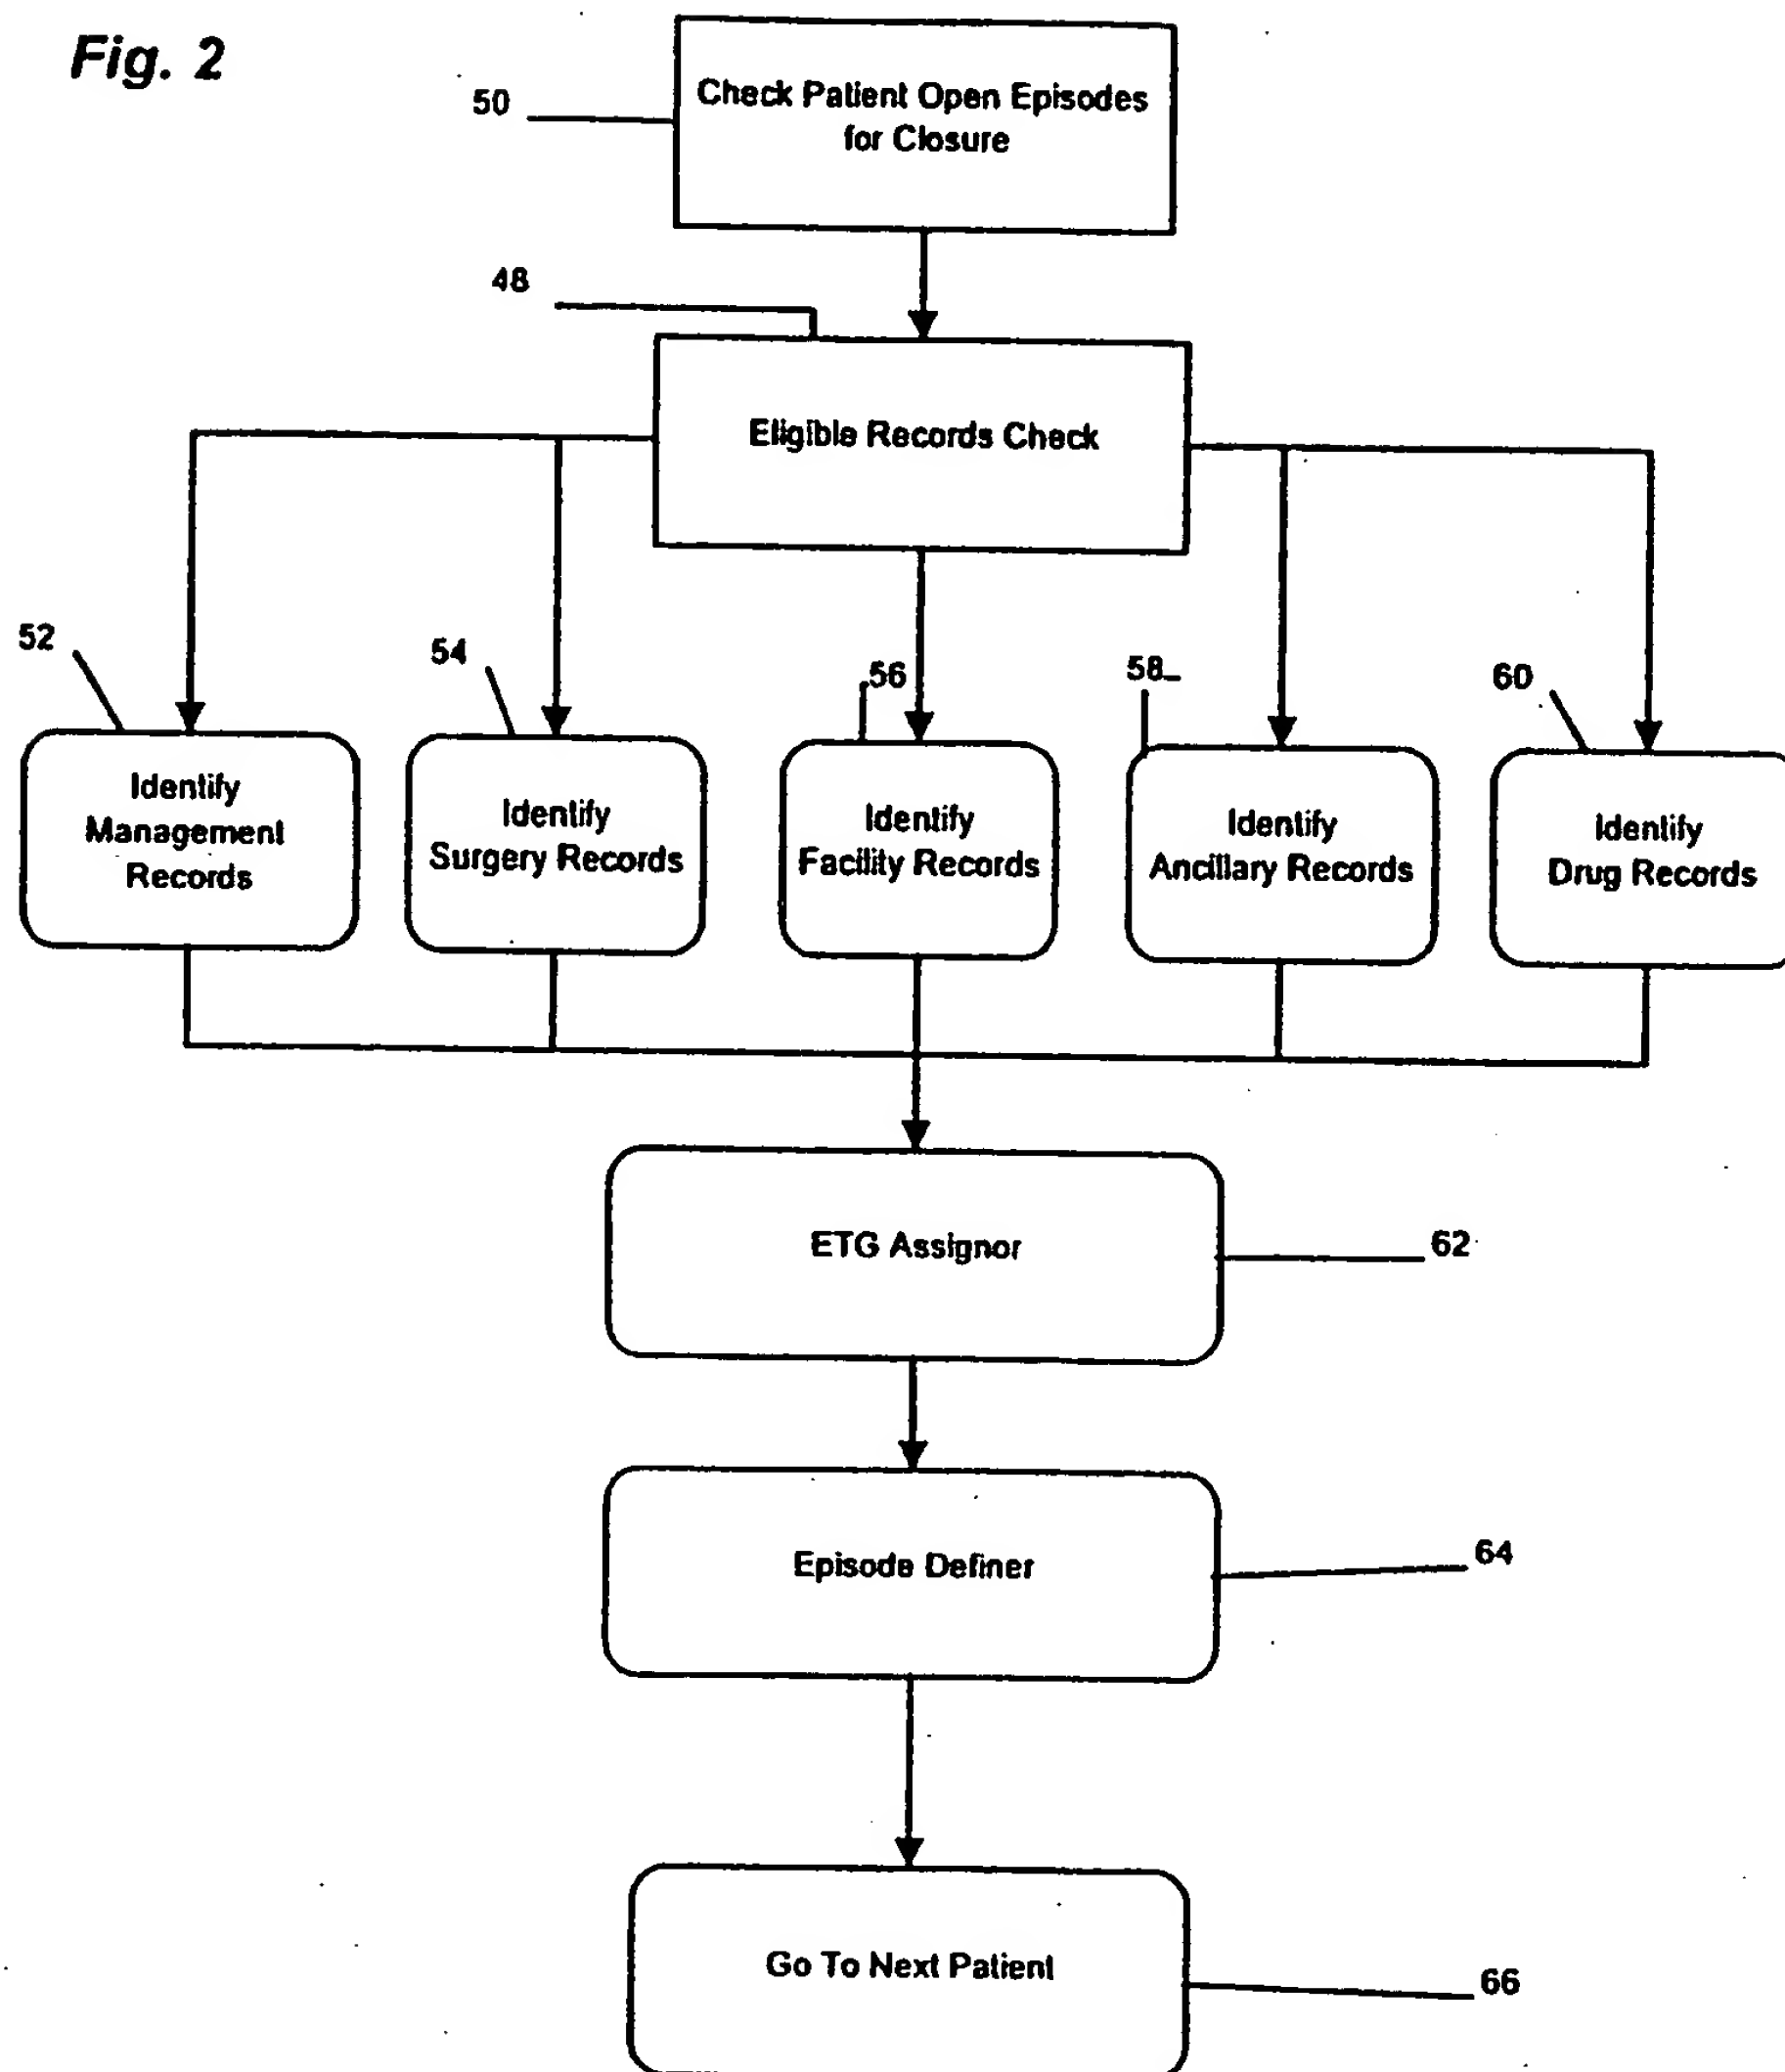 Fig. 2
50
Check Patient Open Episodes
for Closure
48
Eligible Records Check
52
54
56
58
60
Identify
Management
Records
Identify
Surgery Records
Identify
Facility Records
Identify
Ancillary Records
Identify
Drug Records
ETG Assignor
62
Episode Definer
64
Go To Next Patient
66